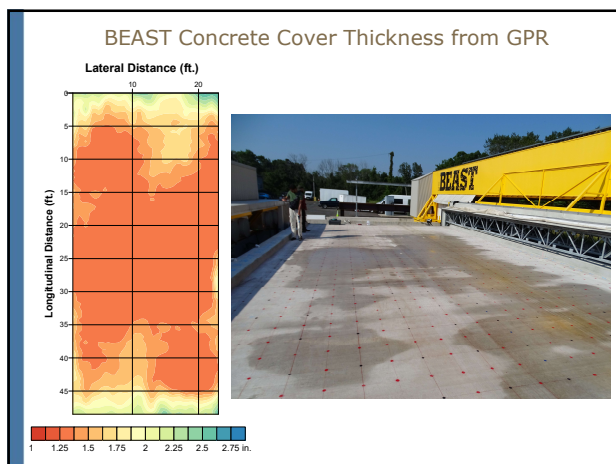 BEAST Concrete Cover Thickness from GPR
Lateral Distance (ft.)
10 20
0
5
10
15
20
25
30
35
40
45
Longitudinal Distance (ft.)
BEAST
1 1.25 1.5 1.75 2 2.25 2.5 2.75 in.